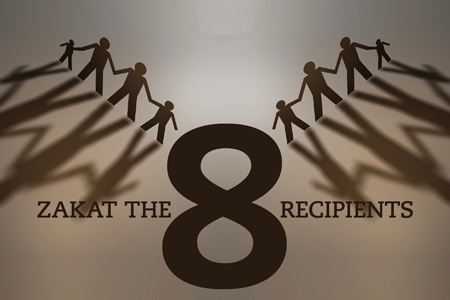 ZAKAT THE 8 RECIPIENTS